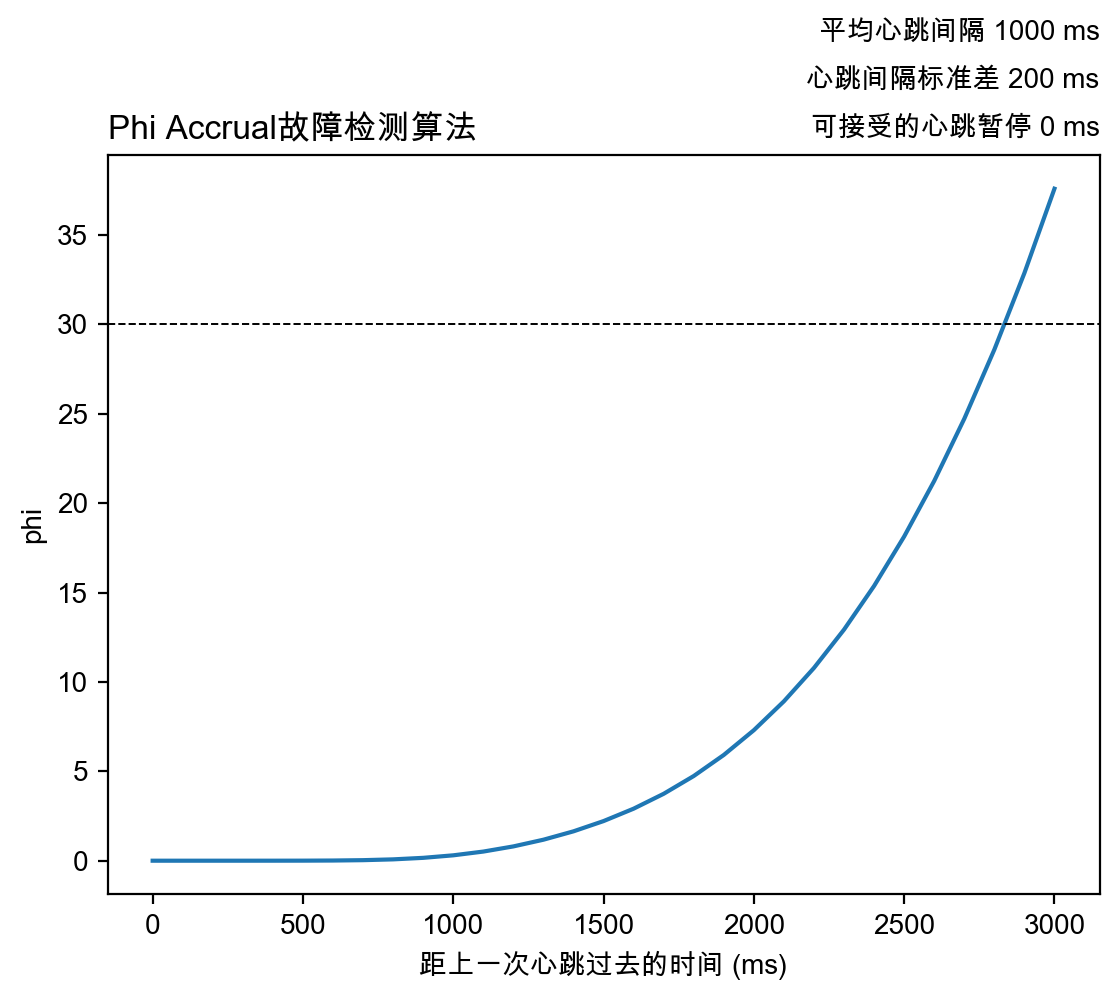 平均心跳间隔 1000 ms
心跳间隔标准差 200 ms
可接受的心跳暂停 0 ms
Phi Accrual故障检测算法
35
30
25
20
15
10
5
0
phi
0 500 1000 1500 2000 2500 3000
距上一次心跳过去的时间 (ms)